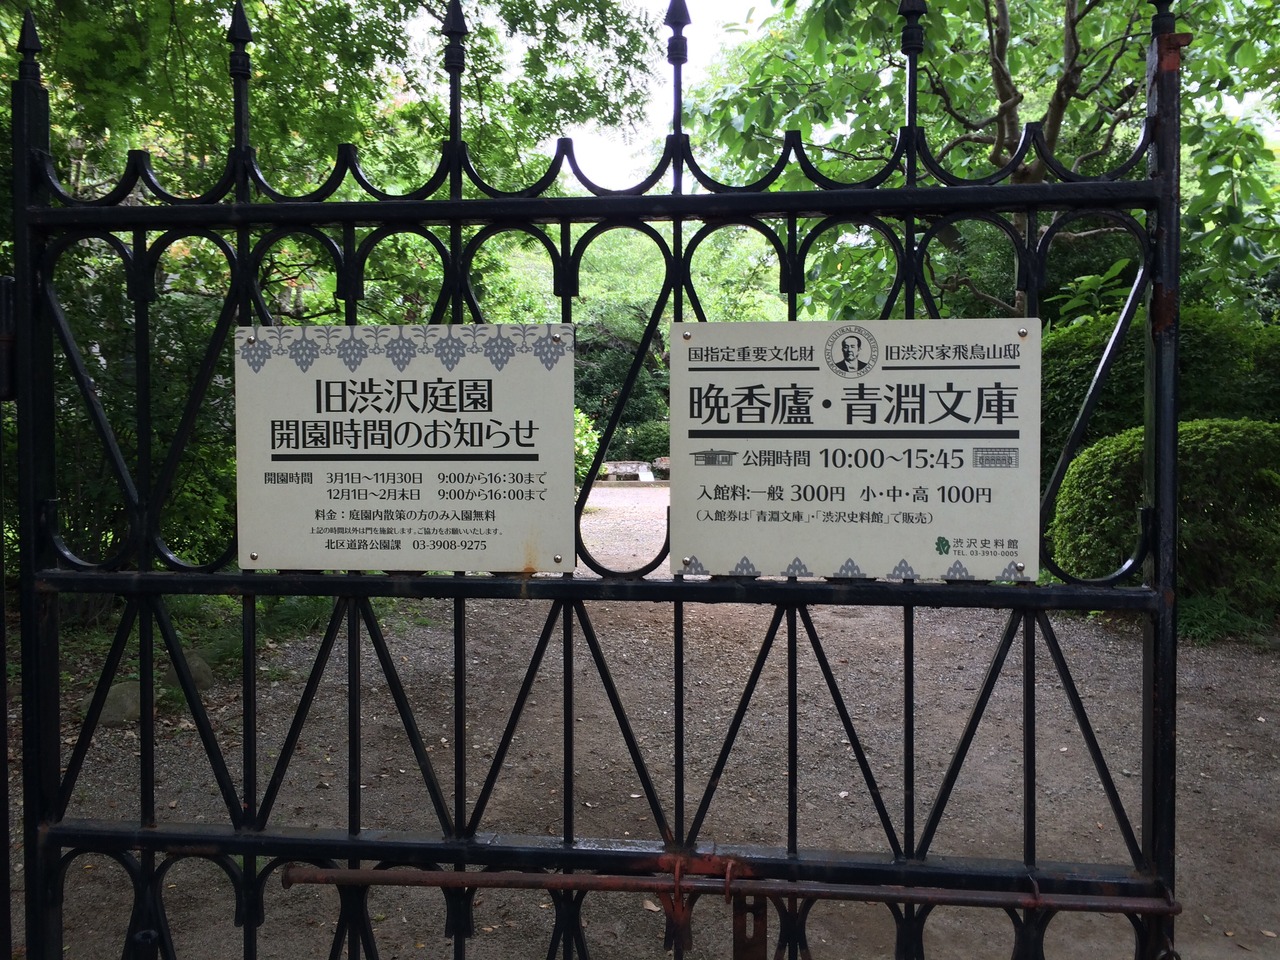 旧渋沢庭園
開園時間のお知らせ
開園時間 3月1日～11月30日 9:00から16:30まで
12月1日～2月末日 9:00から16:00まで
料金：庭園内散策の方のみ入園無料
上記の時間以外は門を施錠します。ご協力をお願いいたします。
北区道路公園課 03-3908-9275
国指定重要文化財 旧渋沢家飛鳥山邸
IMPORTANT CULTURAL PROPERTIES OF JAPAN
晩香廬・青淵文庫
公開時間 10:00～15:45
入館料:一般 300円 小・中・高 100円
（入館券は「青淵文庫」・「渋沢史料館」で販売）
渋沢史料館
TEL. 03-3910-0005